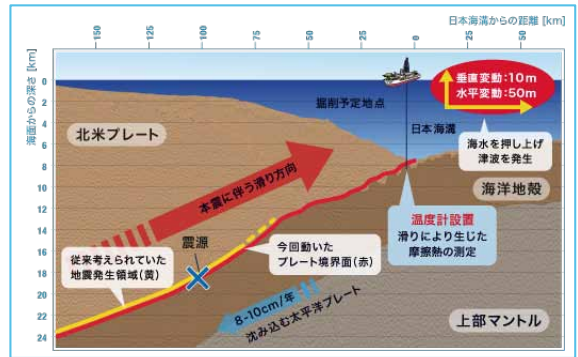 日本海溝からの距離 [km]
150
100
50
0
50
海面からの深さ [km]
0
2
4
6
8
10
12
14
16
18
20
22
24
垂直変動:10m
水平変動:50m
掘削予定地点
北米プレート
日本海溝
海水を押し上げ
津波を発生
海洋地殻
本震に伴う滑り方向
温度計設置
滑りにより生じた
摩擦熱の測定
震源
従来考えられていた
地震発生領域(黄)
今回動いた
プレート境界面(赤)
8-10cm/年
沈み込む太平洋プレート
上部マントル